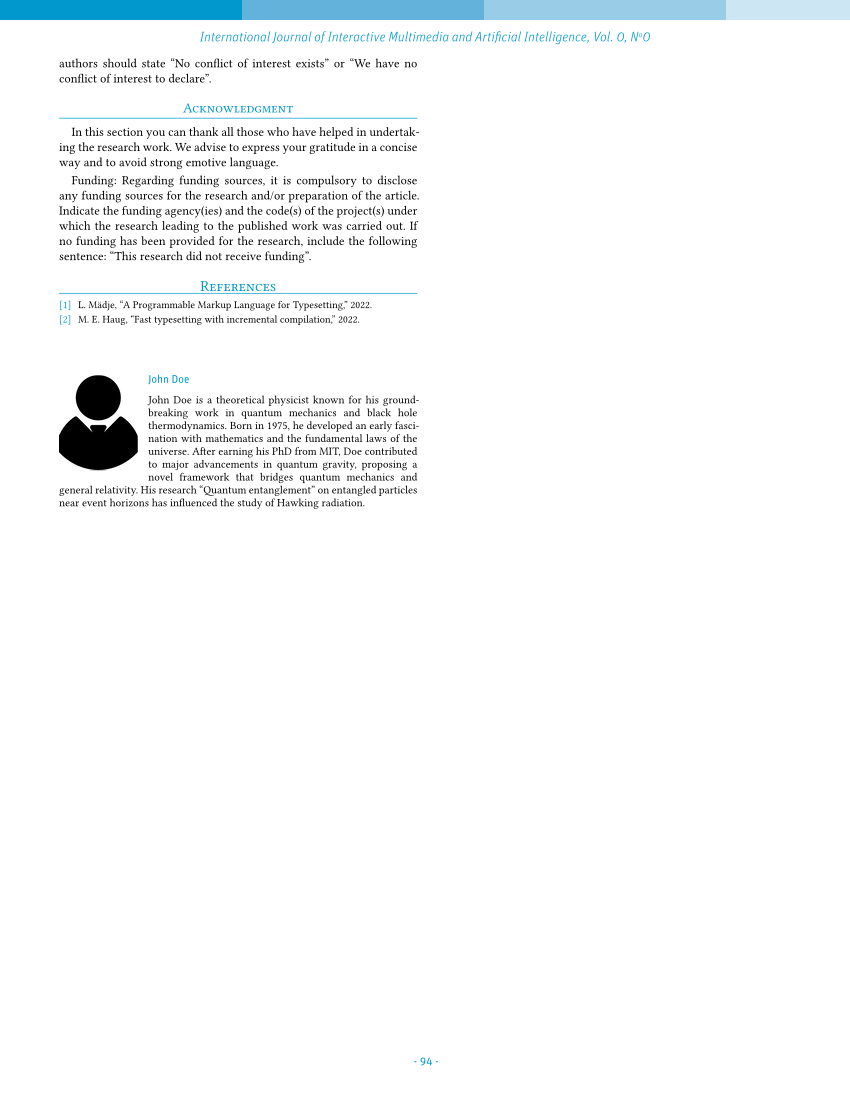 International Journal of Interactive Multimedia and Artificial Intelligence, Vol. 0, Nº0
authors should state “No conflict of interest exists” or “We have no
conflict of interest to declare”.
Acknowledgment
In this section you can thank all those who have helped in undertak-
ing the research work. We advise to express your gratitude in a concise
way and to avoid strong emotive language.
Funding: Regarding funding sources, it is compulsory to disclose
any funding sources for the research and/or preparation of the article.
Indicate the funding agency(ies) and the code(s) of the project(s) under
which the research leading to the published work was carried out. If
no funding has been provided for the research, include the following
sentence: “This research did not receive funding”.
References
[1] L. Mädje, “A Programmable Markup Language for Typesetting,” 2022.
[2] M. E. Haug, “Fast typesetting with incremental compilation,” 2022.
John Doe
John Doe is a theoretical physicist known for his ground-
breaking work in quantum mechanics and black hole
thermodynamics. Born in 1975, he developed an early fasci-
nation with mathematics and the fundamental laws of the
universe. After earning his PhD from MIT, Doe contributed
to major advancements in quantum gravity, proposing a
novel framework that bridges quantum mechanics and
general relativity. His research “Quantum entanglement” on entangled particles
near event horizons has influenced the study of Hawking radiation.
- 94 -